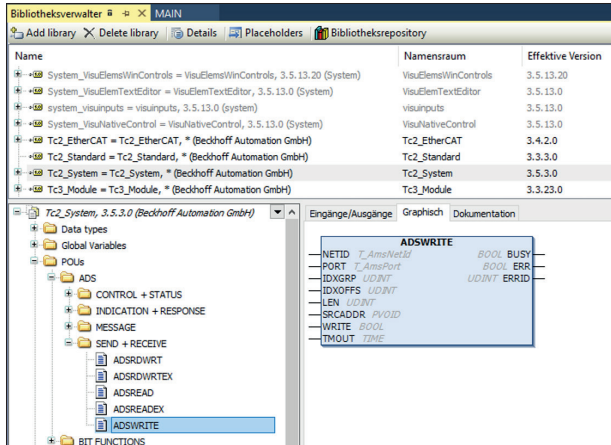 Bibliotheksverwalter MAIN
Add library Delete library Details Placeholders Bibliotheksrepository
Name Namensraum Effektive Version
System_VisuElemsWinControls = VisuElemsWinControls, 3.5.13.20 (System) VisuElemsWinControls 3.5.13.20
System_VisuElemTextEditor = VisuElemTextEditor, 3.5.13.0 (System) VisuElemTextEditor 3.5.13.0
system_visuinputs = visuinputs, 3.5.13.0 (system) visuinputs 3.5.13.0
System_VisuNativeControl = VisuNativeControl, 3.5.13.0 (System) VisuNativeControl 3.5.13.0
Tc2_EtherCAT = Tc2_EtherCAT, * (Beckhoff Automation GmbH) Tc2_EtherCAT 3.4.2.0
Tc2_Standard = Tc2_Standard, * (Beckhoff Automation GmbH) Tc2_Standard 3.3.3.0
Tc2_System = Tc2_System, * (Beckhoff Automation GmbH) Tc2_System 3.5.3.0
Tc3_Module = Tc3_Module, * (Beckhoff Automation GmbH) Tc3_Module 3.3.23.0
Tc2_System, 3.5.3.0 (Beckhoff Automation GmbH)
Data types
Global Variables
POUs
ADS
CONTROL + STATUS
INDICATION + RESPONSE
MESSAGE
SEND + RECEIVE
ADSRDWRT
ADSRDWRTEX
ADSREAD
ADSREADEX
ADSWRITE
BIT FUNCTIONS
Eingänge/Ausgänge Graphisch Dokumentation
ADSWRITE
NETID T_AmsNetId BOOL BUSY
PORT T_AmsPort BOOL ERR
IDXGRP UDINT UDINT ERRID
IDXOFFS UDINT
LEN UDINT
SRCADDR PVOID
WRITE BOOL
TMOUT TIME